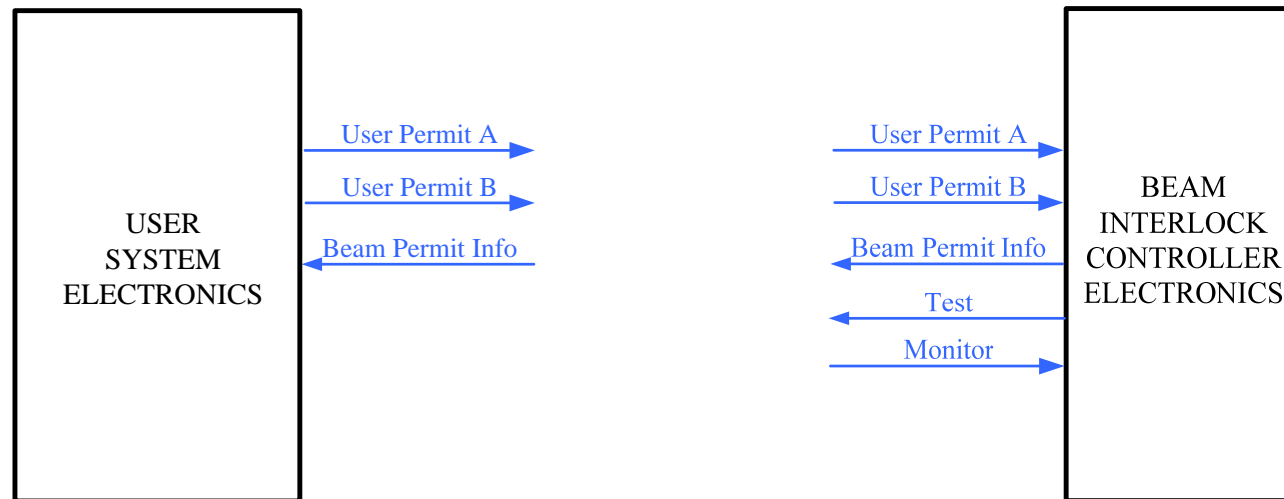 USER
SYSTEM
ELECTRONICS
User Permit A
User Permit B
Beam Permit Info
User Permit A
User Permit B
Beam Permit Info
Test
Monitor
BEAM
INTERLOCK
CONTROLLER
ELECTRONICS